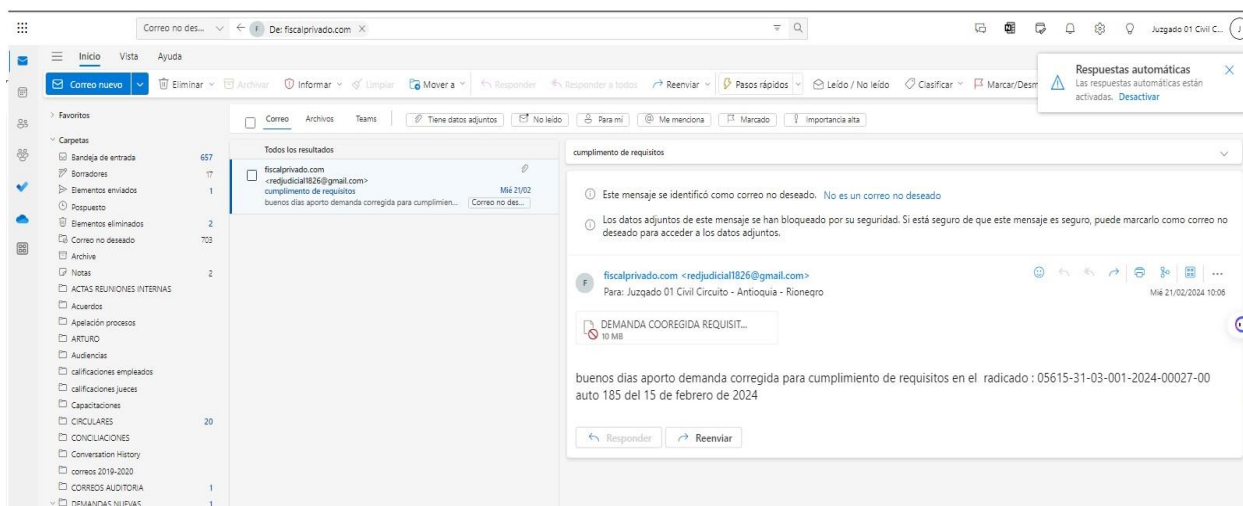 Correo no des...
De: fiscalprivado.com
Juzgado 01 Civil C...
J
Inicio Vista Ayuda
Correo nuevo Eliminar Archivar Informar Limpiar Mover a Responder Responder a todos Reenviar Pasos rápidos Leído / No leído Clasificar Marcar/Desm
Respuestas automáticas
Las respuestas automáticas están
activadas. Desactivar
Favoritos
Correo Archivos Teams Tiene datos adjuntos No leído Para mí Me menciona Marcado Importancia alta
Carpetas
Bandeja de entrada 657
Borradores 17
Elementos enviados 1
Pospuesto
Elementos eliminados 2
Correo no deseado 703
Archive
Notas 2
ACTAS REUNIONES INTERNAS
Acuerdos
Apelación procesos
ARTURO
Audiencias
calificaciones empleados
calificaciones jueces
Capacitaciones
CIRCULARES 20
CONCILIACIONES
Conversation History
correos 2019-2020
CORREOS AUDITORIA 1
DEMANDAS NUEVAS 1
Todos los resultados
fiscalprivado.com
<redjudicial1826@gmail.com>
cumplimento de requisitos Mié 21/02
buenos dias aporto demanda corregida para cumplimien... Correo no des...
cumplimento de requisitos
Este mensaje se identificó como correo no deseado. No es un correo no deseado
Los datos adjuntos de este mensaje se han bloqueado por su seguridad. Si está seguro de que este mensaje es seguro, puede marcarlo como correo no
deseado para acceder a los datos adjuntos.
F
fiscalprivado.com <redjudicial1826@gmail.com>
Para: Juzgado 01 Civil Circuito - Antioquia - Rionegro
Mié 21/02/2024 10:06
DEMANDA COOREGIDA REQUISIT...
10 MB
buenos dias aporto demanda corregida para cumplimiento de requisitos en el radicado : 05615-31-03-001-2024-00027-00
auto 185 del 15 de febrero de 2024
Responder Reenviar